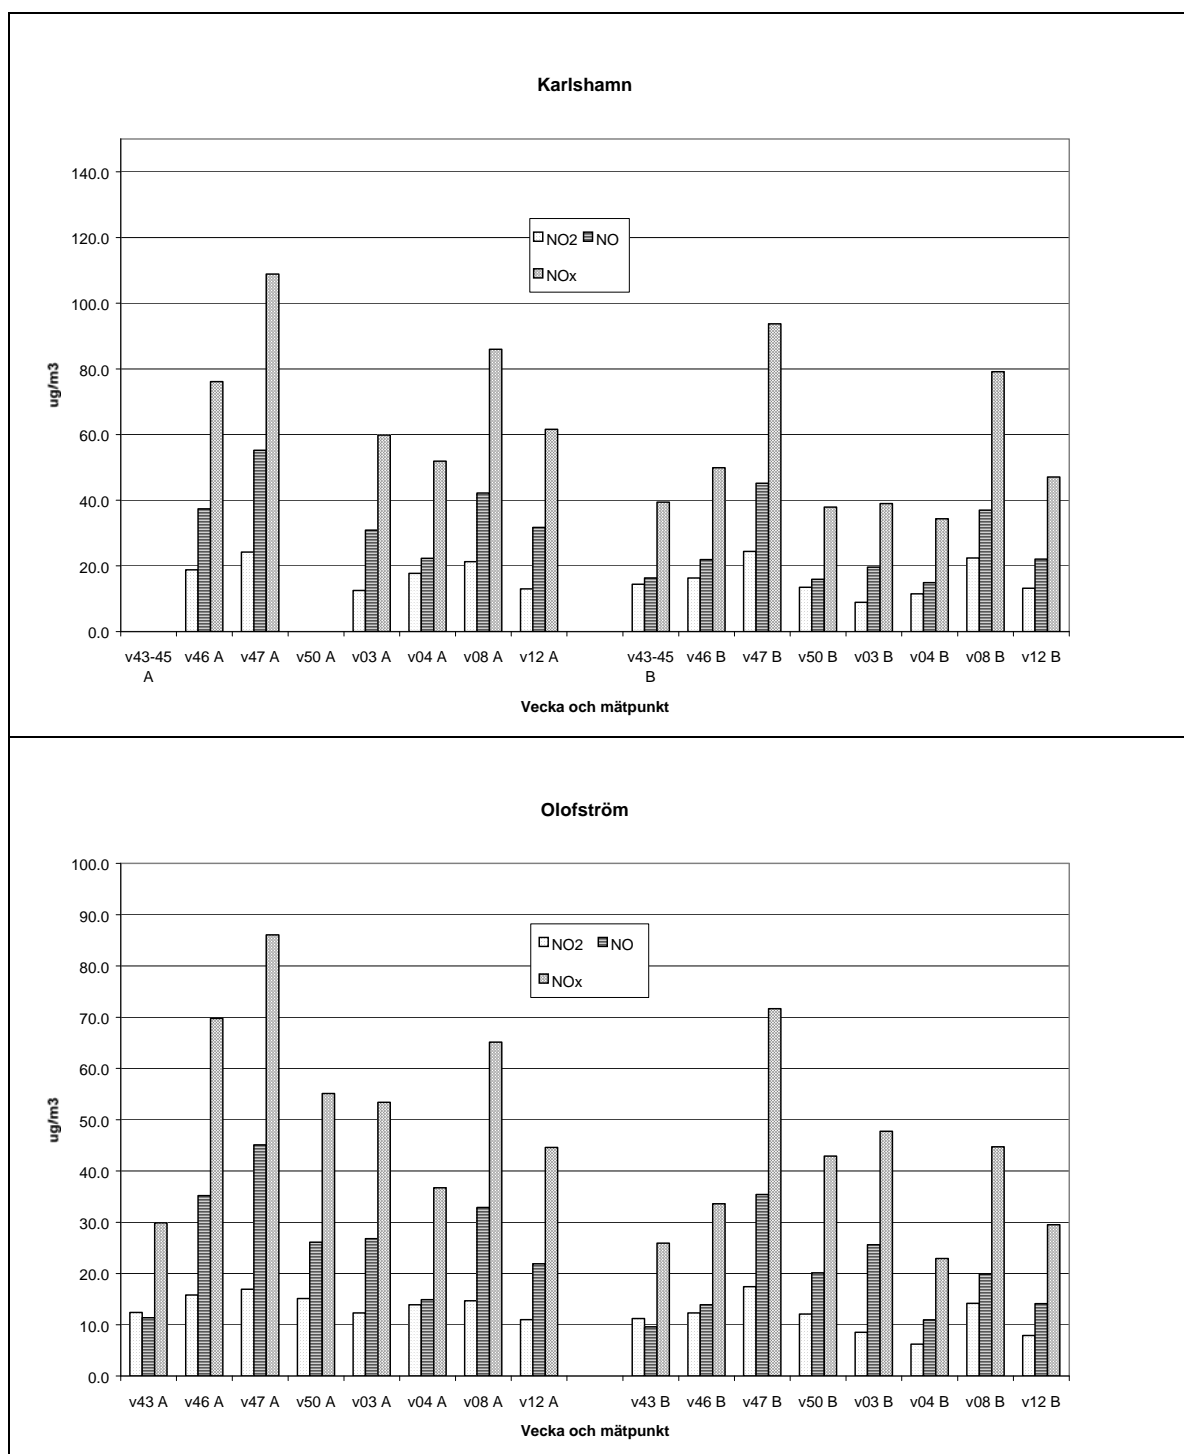 Karlshamn
140.0
120.0
100.0
80.0
60.0
40.0
20.0
0.0
ug/m3
NO2 NO
NOx
v43-45 A v46 A v47 A v50 A v03 A v04 A v08 A v12 A v43-45 B v46 B v47 B v50 B v03 B v04 B v08 B v12 B
Vecka och mätpunkt
Olofström
100.0
90.0
80.0
70.0
60.0
50.0
40.0
30.0
20.0
10.0
0.0
ug/m3
NO2 NO
NOx
v43 A v46 A v47 A v50 A v03 A v04 A v08 A v12 A v43 B v46 B v47 B v50 B v03 B v04 B v08 B v12 B
Vecka och mätpunkt